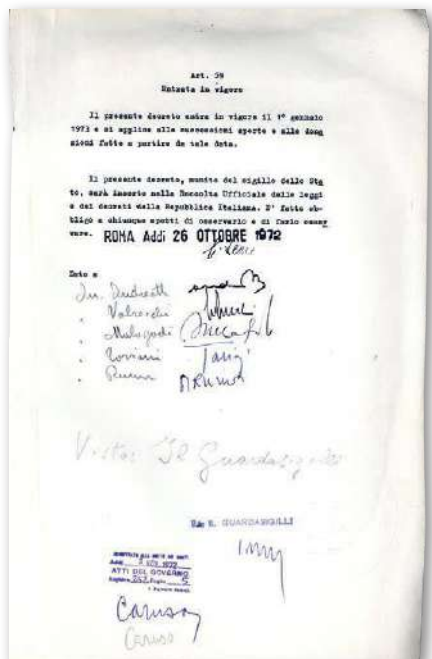 Art. 59
Entrata in vigore
Il presente decreto entra in vigore il 1° gennaio
1973 e si applica alle successioni aperte e alle dona
zioni fatte a partire da tale data.
Il presente decreto, munito del sigillo dello Sta
to, sarà inserto nella Raccolta Ufficiale delle leggi
e dei decreti della Repubblica Italiana. E' fatto ob-
bligo a chiunque spetti di osservarlo e di farlo osser
vare. ROMA Addì 26 OTTOBRE 1972
Leone
Dato a
Andreotti
Valsecchi
Malagodi
Taviani
Rumor
Visto: Il Guardasigilli
GUARDASIGILLI
ATTI DEL GOVERNO
Caruso
Caruso